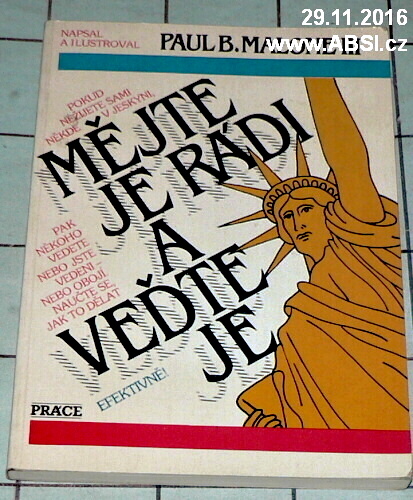 29.11.2016
www.ABSI.cz
NAPSAL
A ILUSTROVAL
PAUL B.
POKUD
NEŽIJETE SAMI
NĚKDE V JESKYNI,
MĚJTE
JE RÁDI
A
VEĎTE
JE
PAK
NĚKOHO
VEDETE
NEBO JSTE
VEDENI –
NEBO OBOJÍ.
NAUČTE SE,
JAK TO DĚLAT
EFEKTIVNĚ!
PRÁCE